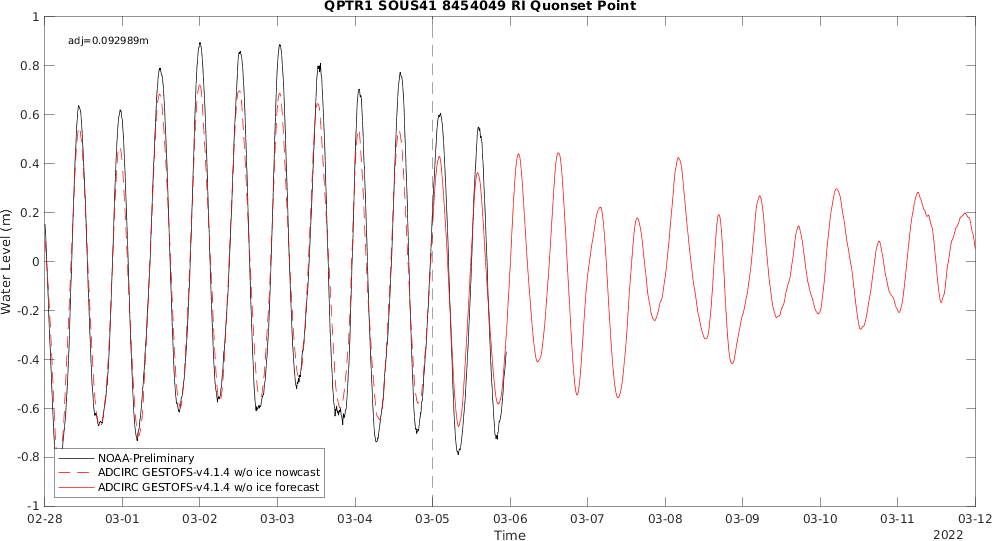 QPTR1 SOUS41 8454049 RI Quonset Point
adj=0.092989m
Water Level (m)
1
0.8
0.6
0.4
0.2
0
-0.2
-0.4
-0.6
-0.8
-1
NOAA-Preliminary
ADCIRC GESTOFS-v4.1.4 w/o ice nowcast
ADCIRC GESTOFS-v4.1.4 w/o ice forecast
02-28 03-01 03-02 03-03 03-04 03-05 03-06 03-07 03-08 03-09 03-10 03-11 03-12
Time
2022